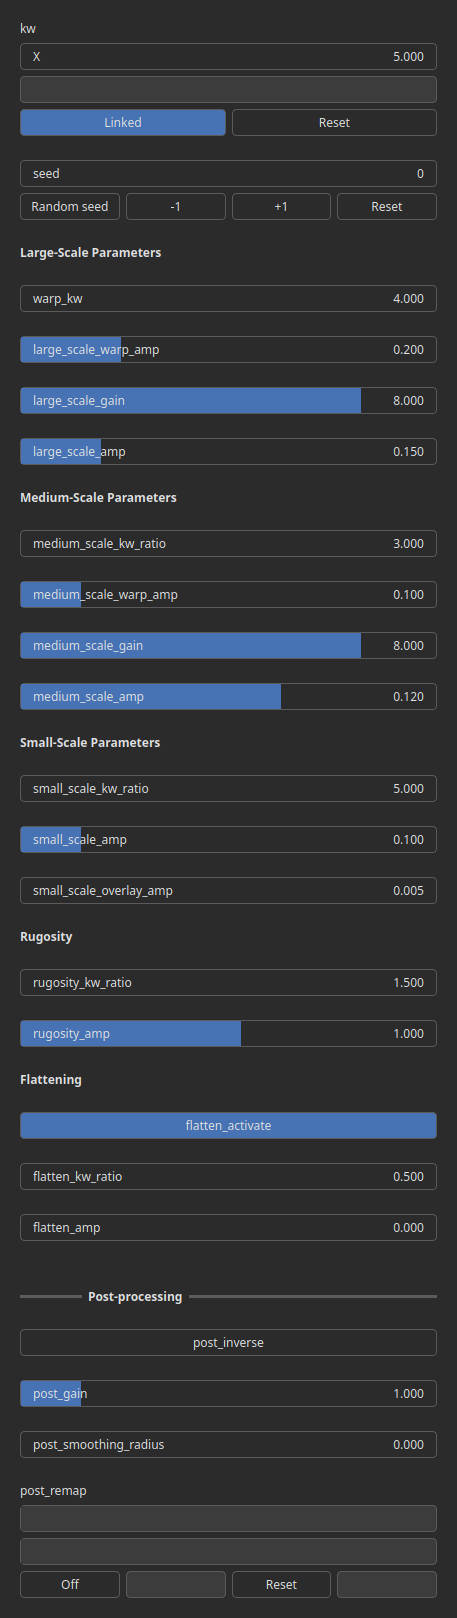 kw
X 5.000
Linked Reset
seed 0
Random seed -1 +1 Reset
Large-Scale Parameters
warp_kw 4.000
large_scale_warp_amp 0.200
large_scale_gain 8.000
large_scale_amp 0.150
Medium-Scale Parameters
medium_scale_kw_ratio 3.000
medium_scale_warp_amp 0.100
medium_scale_gain 8.000
medium_scale_amp 0.120
Small-Scale Parameters
small_scale_kw_ratio 5.000
small_scale_amp 0.100
small_scale_overlay_amp 0.005
Rugosity
rugosity_kw_ratio 1.500
rugosity_amp 1.000
Flattening
flatten_activate
flatten_kw_ratio 0.500
flatten_amp 0.000
Post-processing
post_inverse
post_gain 1.000
post_smoothing_radius 0.000
post_remap
Off Reset